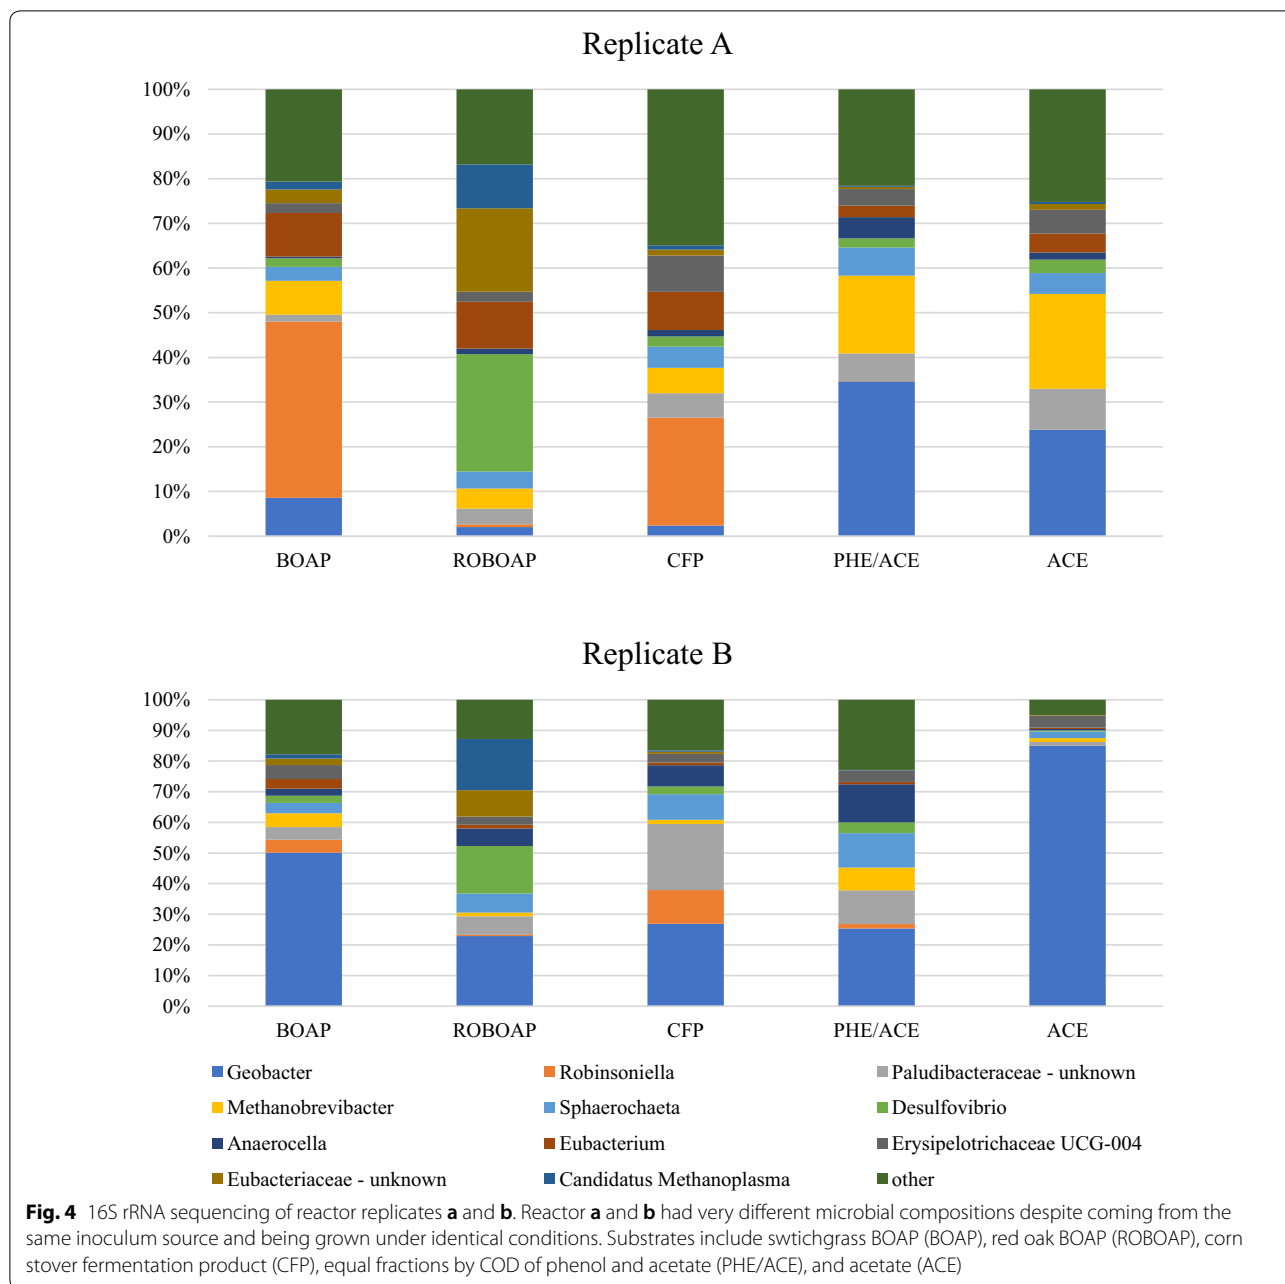 Replicate A
100%
90%
80%
70%
60%
50%
40%
30%
20%
10%
0%
BOAP ROBOAP CFP PHE/ACE ACE
Replicate B
100%
90%
80%
70%
60%
50%
40%
30%
20%
10%
0%
BOAP ROBOAP CFP PHE/ACE ACE
Geobacter Robinsoniella Paludibacteraceae - unknown
Methanobrevibacter Sphaerochaeta Desulfovibrio
Anaerocella Eubacterium Erysipelotrichaceae UCG-004
Eubacteriaceae - unknown Candidatus Methanoplasma other
Fig. 4 16S rRNA sequencing of reactor replicates a and b. Reactor a and b had very different microbial compositions despite coming from the
same inoculum source and being grown under identical conditions. Substrates include swtichgrass BOAP (BOAP), red oak BOAP (ROBOAP), corn
stover fermentation product (CFP), equal fractions by COD of phenol and acetate (PHE/ACE), and acetate (ACE)